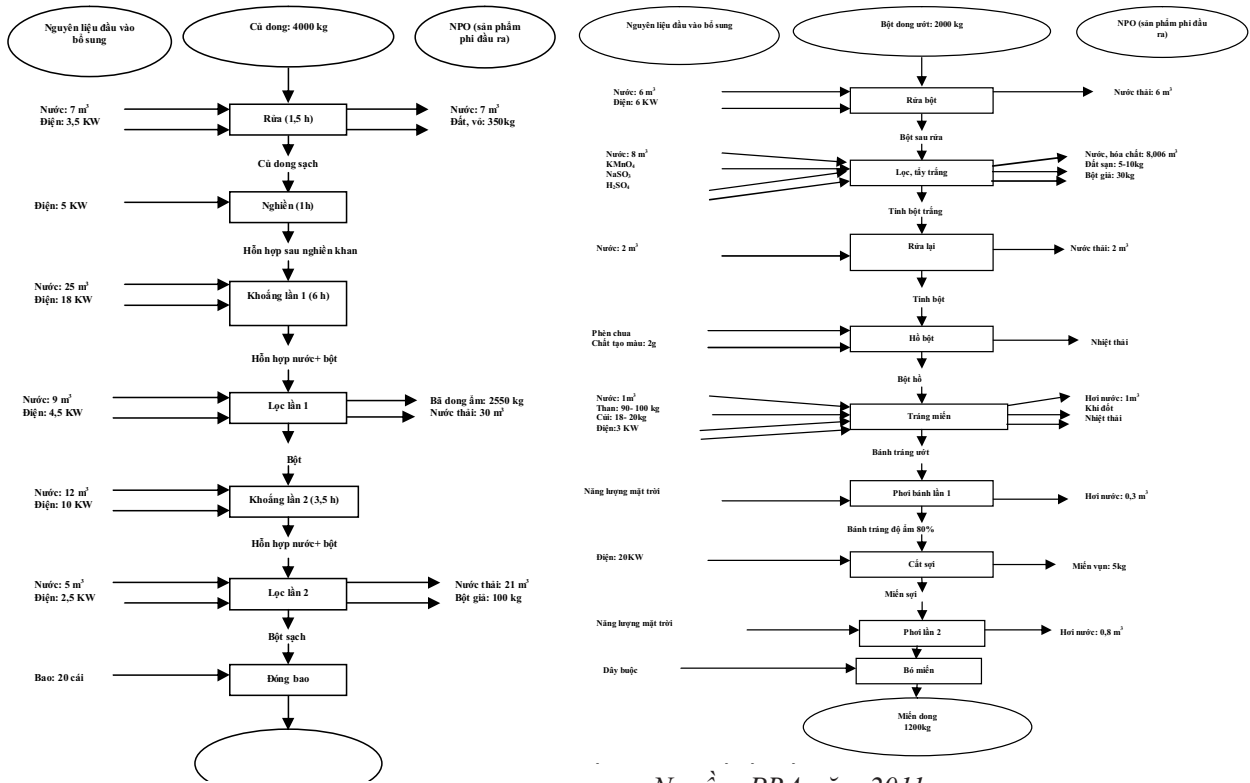 Nguyên liệu đầu vào
bổ sung
Củ dong: 4000 kg
NPO (sản phẩm
phi đầu ra)
Nước: 7 m³
Điện: 3,5 KW
Rửa (1,5 h)
Nước: 7 m³
Đất, vỏ: 350kg
Củ dong sạch
Điện: 5 KW
Nghiền (1h)
Hỗn hợp sau nghiền khan
Nước: 25 m³
Điện: 18 KW
Khoắng lần 1 (6 h)
Hỗn hợp nước+ bột
Nước: 9 m³
Điện: 4,5 KW
Lọc lần 1
Bã dong ẩm: 2550 kg
Nước thải: 30 m³
Bột
Nước: 12 m³
Điện: 10 KW
Khoắng lần 2 (3,5 h)
Hỗn hợp nước+ bột
Nước: 5 m³
Điện: 2,5 KW
Lọc lần 2
Nước thải: 21 m³
Bột giả: 100 kg
Bột sạch
Bao: 20 cái
Đóng bao
Nguyên liệu đầu vào bổ sung
Bột dong ướt: 2000 kg
NPO (sản phẩm phi đầu
ra)
Nước: 6 m³
Điện: 6 KW
Rửa bột
Nước thải: 6 m³
Bột sau rửa
Nước: 8 m³
KMnO₄
NaSO₃
H₂SO₄
Lọc, tẩy trắng
Nước, hóa chất: 8,006 m³
Đất sạn: 5-10kg
Bột giả: 30kg
Tinh bột trắng
Nước: 2 m³
Rửa lại
Nước thải: 2 m³
Tinh bột
Phèn chua
Chất tạo màu: 2g
Hồ bột
Nhiệt thải
Bột hồ
Nước: 1m³
Than: 90- 100 kg
Củi: 18- 20kg
Điện:3 KW
Tráng miến
Hơi nước: 1m³
Khí đốt
Nhiệt thải
Bánh tráng ướt
Năng lượng mặt trời
Phơi bánh lần 1
Hơi nước: 0,3 m³
Bánh tráng độ ẩm 80%
Điện: 20KW
Cắt sợi
Miến vụn: 5kg
Miến sợi
Năng lượng mặt trời
Phơi lần 2
Hơi nước: 0,8 m³
Dây buộc
Bó miến
Miến dong
1200kg